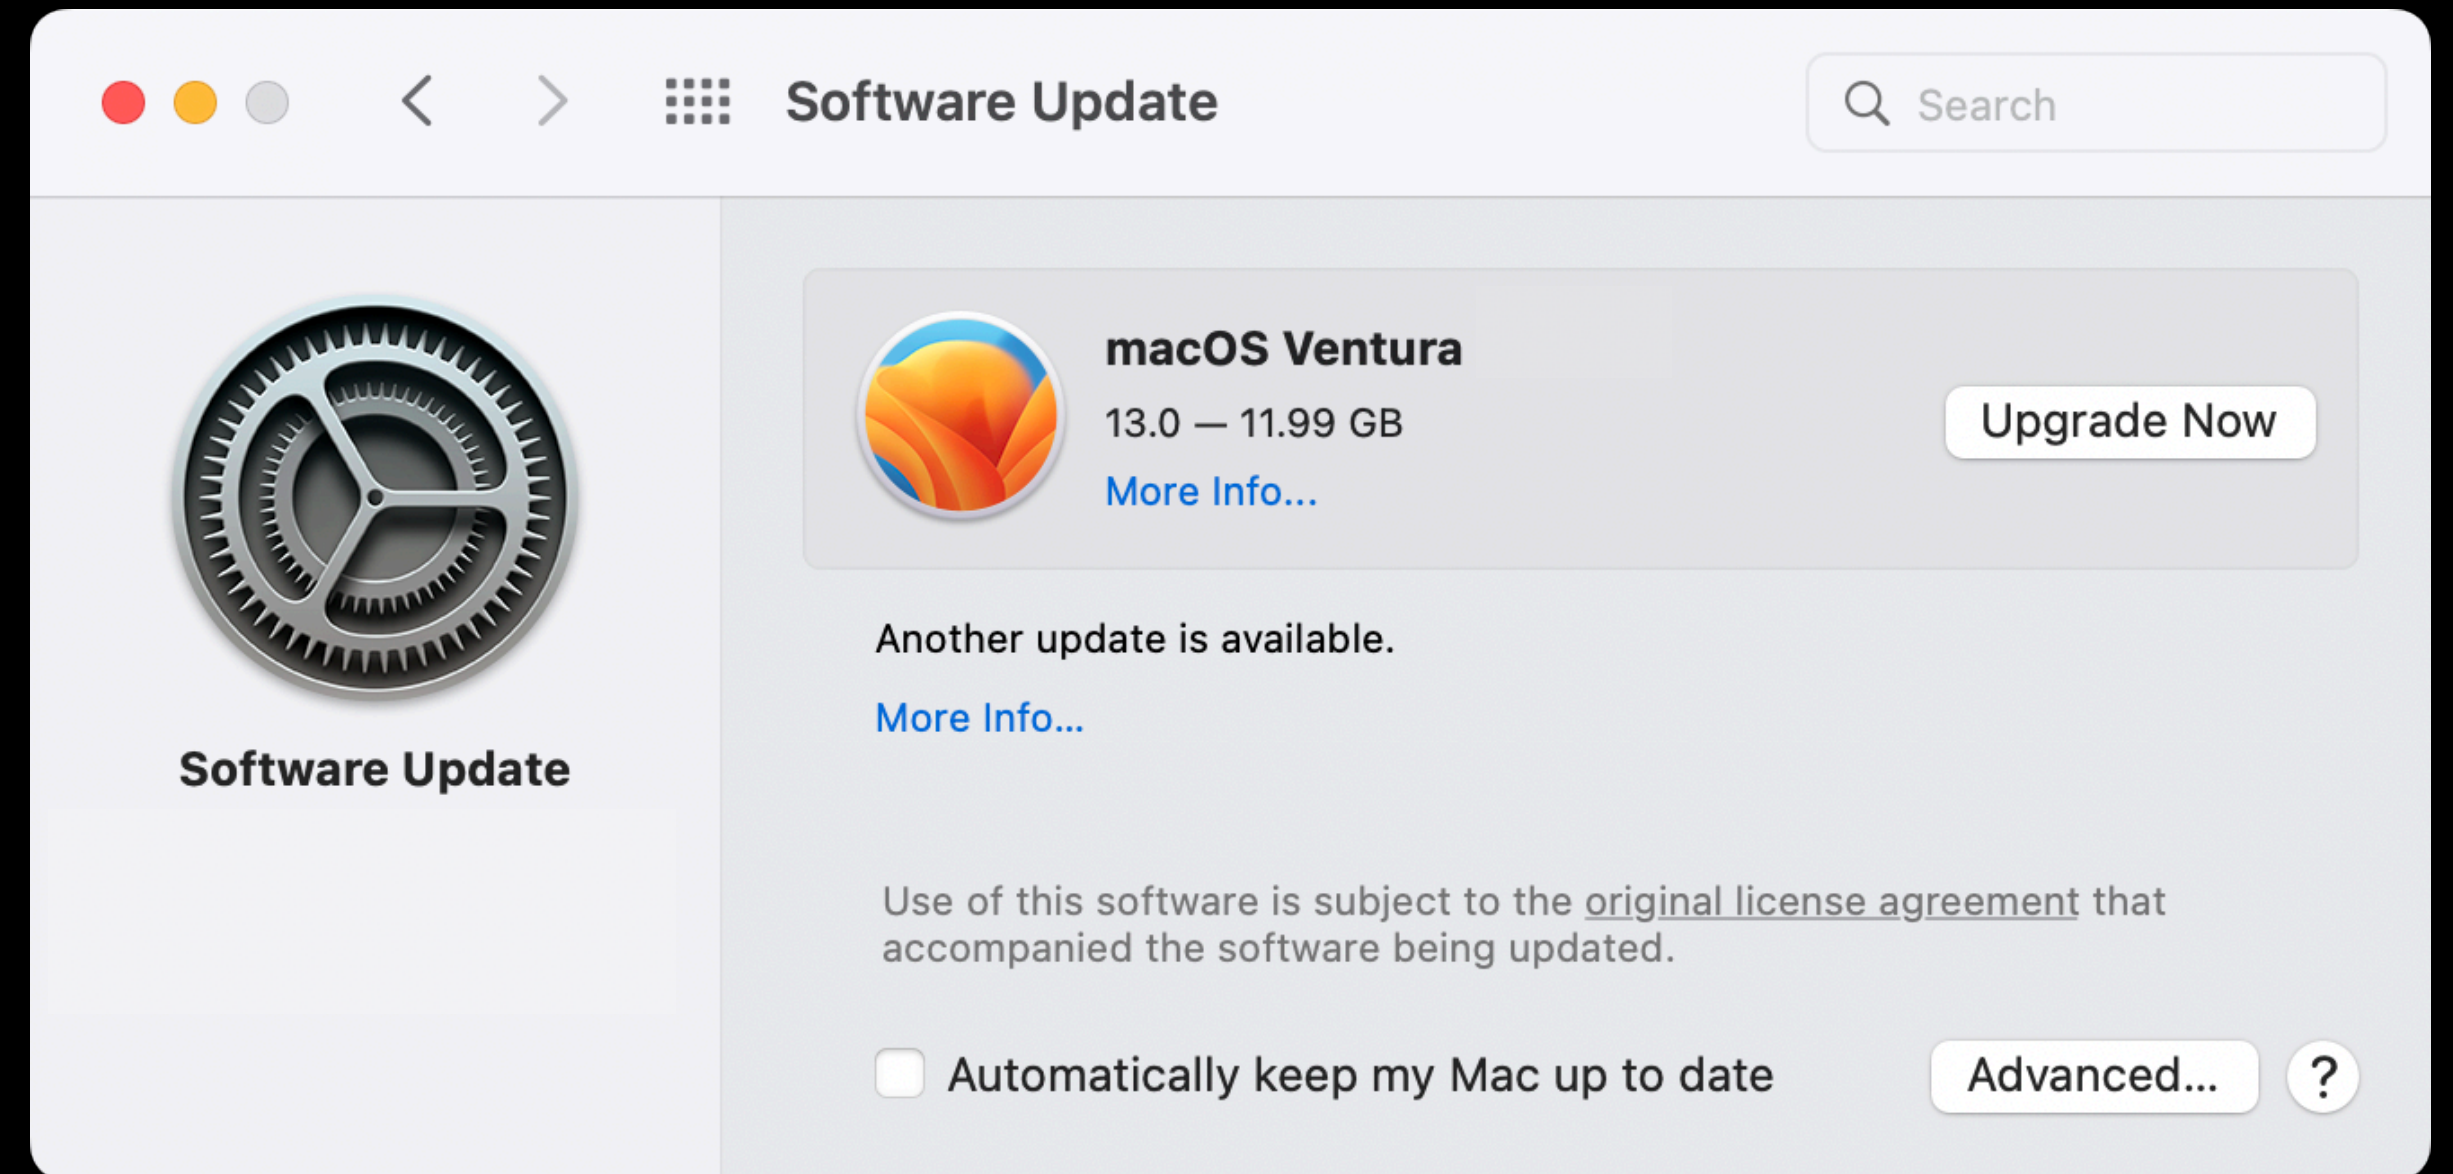 Software Update
Search
Software Update
macOS Ventura
13.0 — 11.99 GB
More Info...
Upgrade Now
Another update is available.
More Info...
Use of this software is subject to the original license agreement that
accompanied the software being updated.
Automatically keep my Mac up to date
Advanced...
?